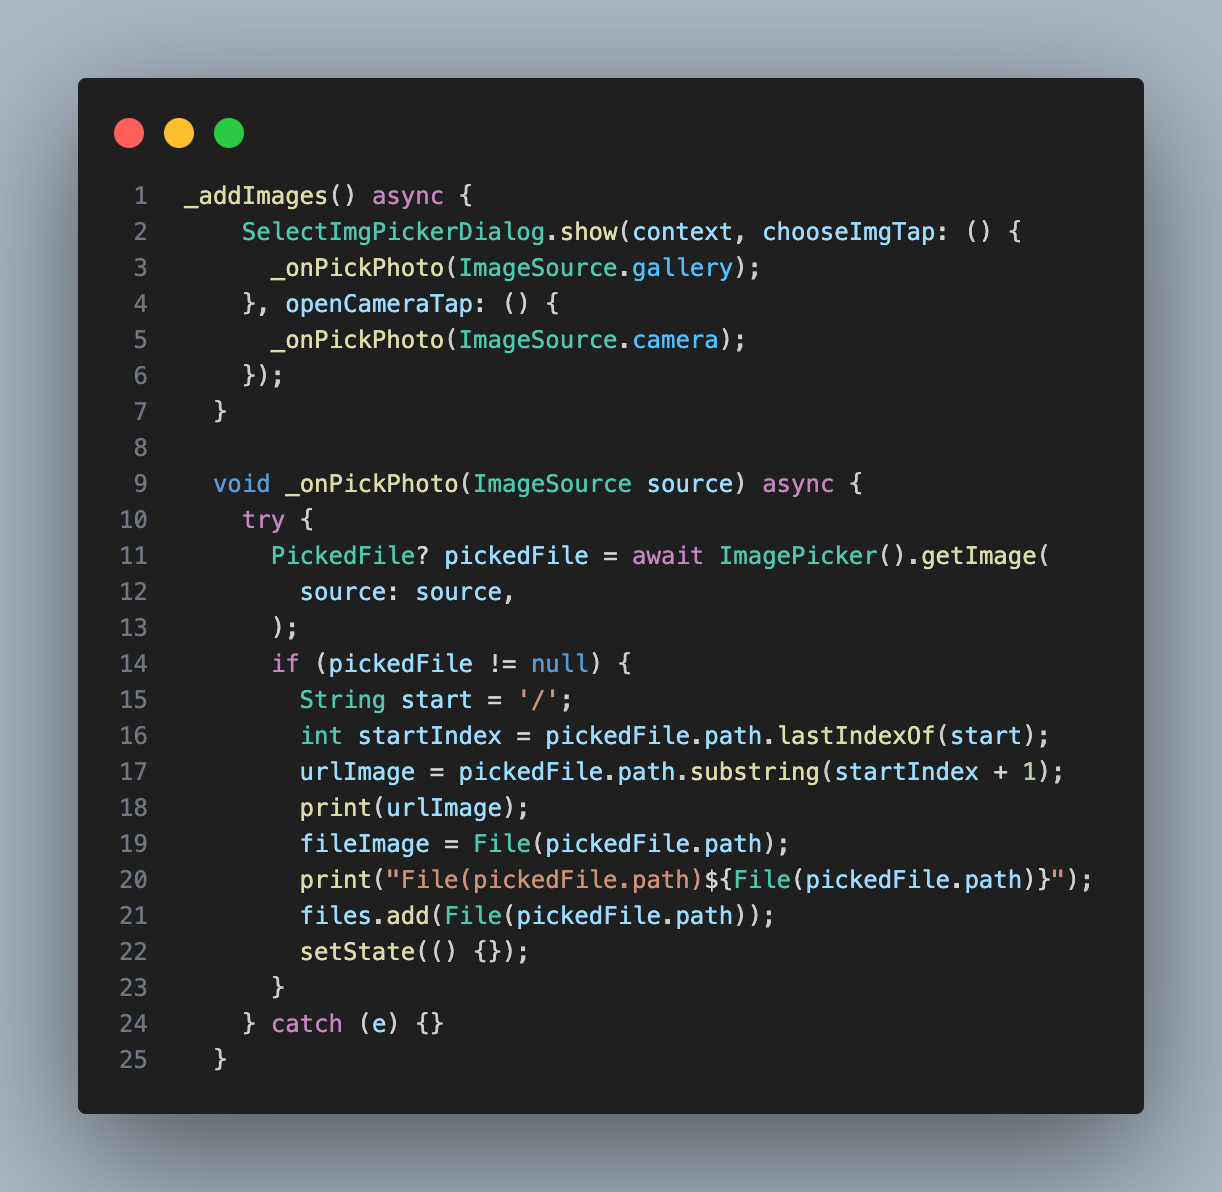 1 _addImages() async {
2 SelectImgPickerDialog.show(context, chooseImgTap: () {
3 _onPickPhoto(ImageSource.gallery);
4 }, openCameraTap: () {
5 _onPickPhoto(ImageSource.camera);
6 });
7 }
8
9 void _onPickPhoto(ImageSource source) async {
10 try {
11 PickedFile? pickedFile = await ImagePicker().getImage(
12 source: source,
13 );
14 if (pickedFile != null) {
15 String start = '/';
16 int startIndex = pickedFile.path.lastIndexOf(start);
17 urlImage = pickedFile.path.substring(startIndex + 1);
18 print(urlImage);
19 fileImage = File(pickedFile.path);
20 print("File(pickedFile.path)${File(pickedFile.path)}");
21 files.add(File(pickedFile.path));
22 setState(() {});
23 }
24 } catch (e) {}
25 }